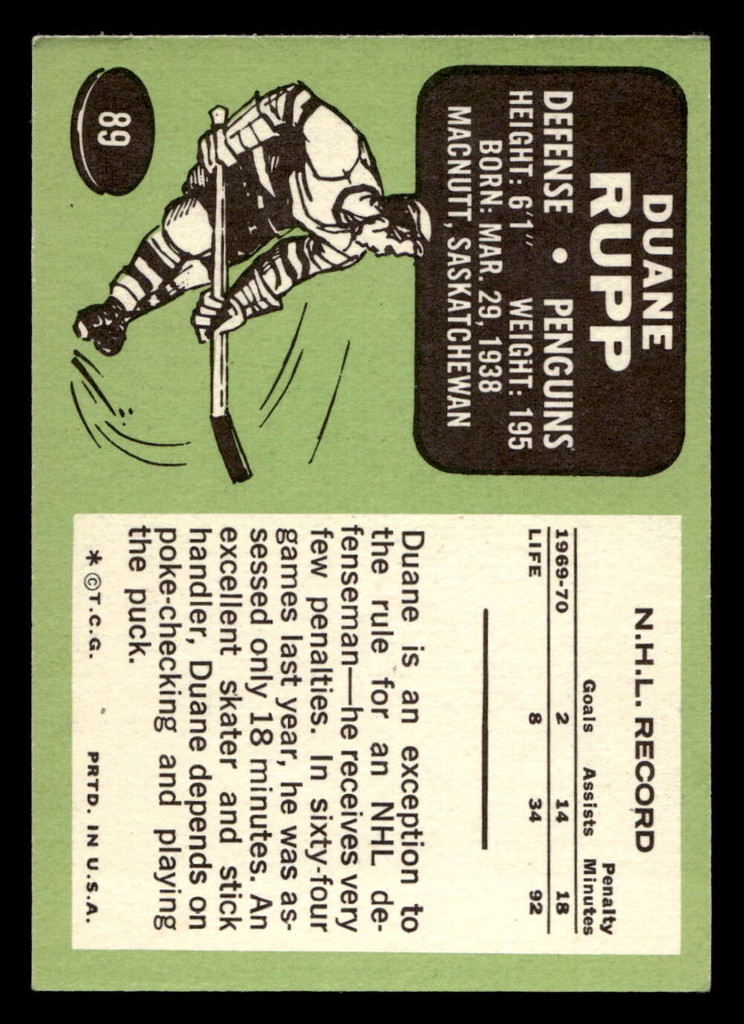 89
DUANE
RUPP
DEFENSE • PENGUINS
HEIGHT: 6'1" WEIGHT: 195
BORN: MAR. 29, 1938
MACNUTT, SASKATCHEWAN
N.H.L. RECORD
Goals Assists Penalty Minutes
1969-70 2 14 18
LIFE 8 34 92
Duane is an exception to
the rule for an NHL de-
fenseman—he receives very
few penalties. In sixty-four
games last year, he was as-
sessed only 18 minutes. An
excellent skater and stick
handler, Duane depends on
poke-checking and playing
the puck.
* © T.C.G. PRTD. IN U.S.A.